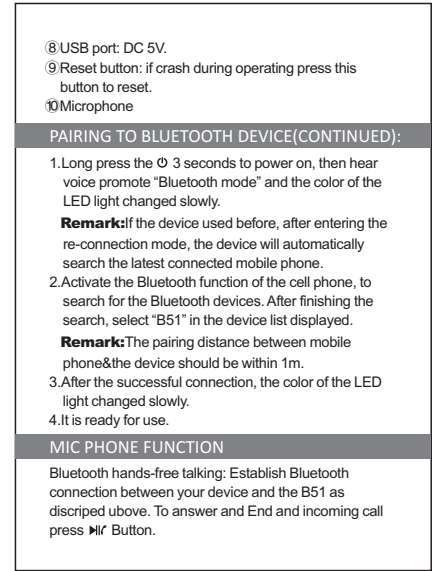 ⑧USB port: DC 5V.
⑨Reset button: if crash during operating press this
button to reset.
⑩Microphone
PAIRING TO BLUETOOTH DEVICE(CONTINUED):
1.Long press the ⏻ 3 seconds to power on, then hear
voice promote “Bluetooth mode” and the color of the
LED light changed slowly.
Remark:If the device used before, after entering the
re-connection mode, the device will automatically
search the latest connected mobile phone.
2.Activate the Bluetooth function of the cell phone, to
search for the Bluetooth devices. After finishing the
search, select “B51” in the device list displayed.
Remark:The pairing distance between mobile
phone&the device should be within 1m.
3.After the successful connection, the color of the LED
light changed slowly.
4.It is ready for use.
MIC PHONE FUNCTION
Bluetooth hands-free talking: Establish Bluetooth
connection between your device and the B51 as
discriped ubove. To answer and End and incoming call
press ⏯ Button.